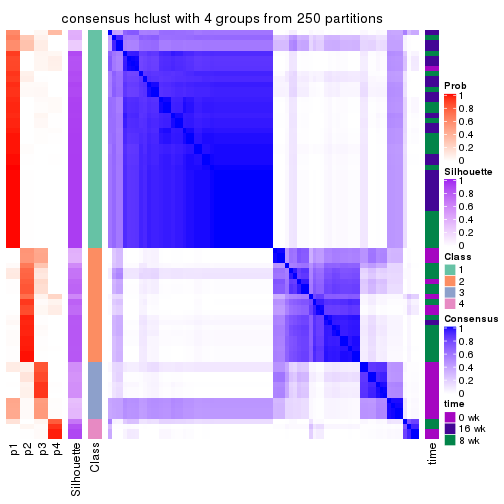 consensus hclust with 4 groups from 250 partitions
Prob
1
0.8
0.6
0.4
0.2
0
Silhouette
1
0.8
0.6
0.4
0.2
0
Class
1
2
3
4
Consensus
1
0.8
0.6
0.4
0.2
0
time
0 wk
16 wk
8 wk
p1
p2
p3
p4
Silhouette
Class
time